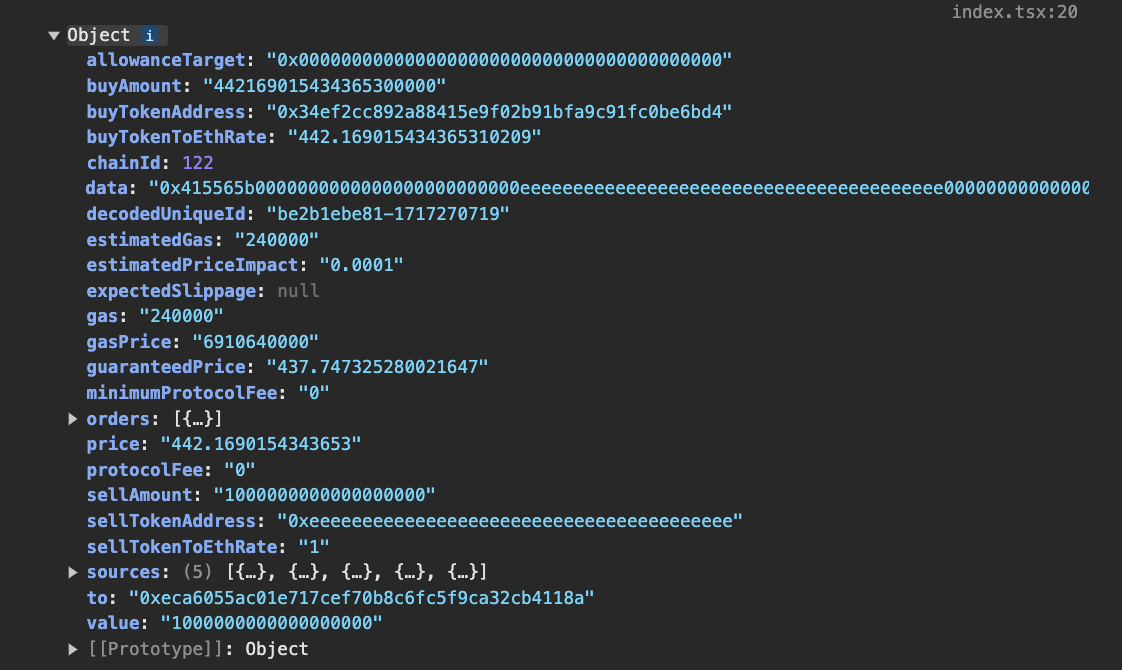 index.tsx:20
▼ Object i
allowanceTarget: "0x0000000000000000000000000000000000000000"
buyAmount: "442169015434365300000"
buyTokenAddress: "0x34ef2cc892a88415e9f02b91bfa9c91fc0be6bd4"
buyTokenToEthRate: "442.169015434365310209"
chainId: 122
data: "0x415565b0000000000000000000000000eeeeeeeeeeeeeeeeeeeeeeeeeeeeeeeeeeeeeeee00000000000000
decodedUniqueId: "be2b1ebe81-1717270719"
estimatedGas: "240000"
estimatedPriceImpact: "0.0001"
expectedSlippage: null
gas: "240000"
gasPrice: "6910640000"
guaranteedPrice: "437.747325280021647"
minimumProtocolFee: "0"
▶ orders: [{…}]
price: "442.1690154343653"
protocolFee: "0"
sellAmount: "1000000000000000000"
sellTokenAddress: "0xeeeeeeeeeeeeeeeeeeeeeeeeeeeeeeeeeeeeeeee"
sellTokenToEthRate: "1"
▶ sources: (5) [{…}, {…}, {…}, {…}, {…}]
to: "0xeca6055ac01e717cef70b8c6fc5f9ca32cb4118a"
value: "1000000000000000000"
▶ [[Prototype]]: Object